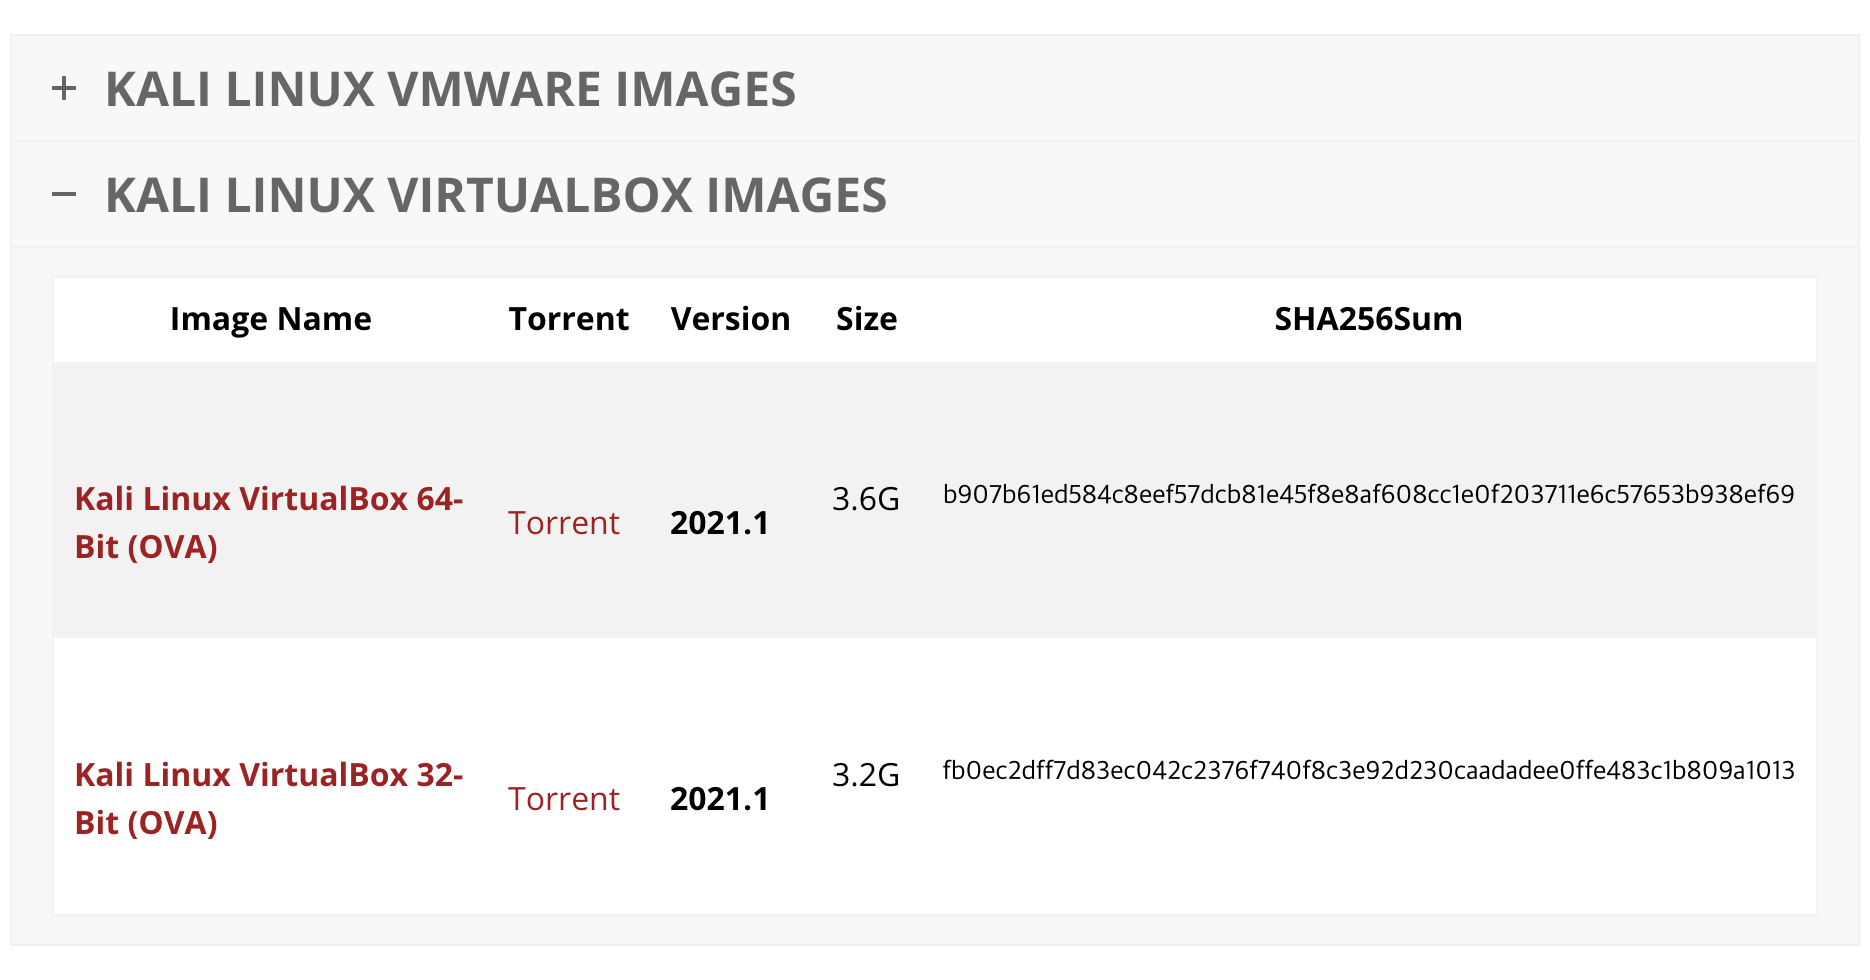 + KALI LINUX VMWARE IMAGES
− KALI LINUX VIRTUALBOX IMAGES
Image Name Torrent Version Size SHA256Sum
Kali Linux VirtualBox 64-
Bit (OVA)
Torrent
2021.1
3.6G
b907b61ed584c8eef57dcb81e45f8e8af608cc1e0f203711e6c57653b938ef69
Kali Linux VirtualBox 32-
Bit (OVA)
Torrent
2021.1
3.2G
fb0ec2dff7d83ec042c2376f740f8c3e92d230caadadee0ffe483c1b809a1013